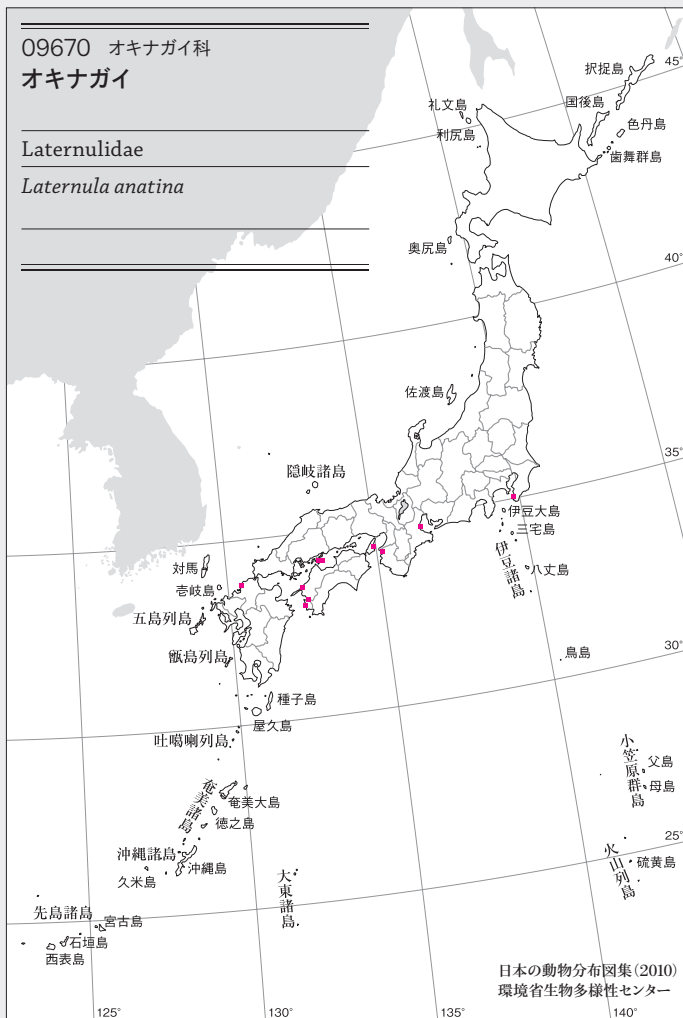 09670 オキナガイ科
オキナガイ
Laternulidae
Laternula anatina
択捉島
45°
国後島
礼文島
色丹島
利尻島
歯舞群島
奥尻島
40°
佐渡島
35°
隠岐諸島
伊豆大島
三宅島
伊豆諸島
八丈島
対馬
壱岐島
五島列島
甑島列島
鳥島
30°
種子島
屋久島
吐噶喇列島
小笠原群島
父島
母島
奄美諸島
奄美大島
徳之島
25°
沖縄諸島
沖縄島
久米島
火山列島
硫黄島
大東諸島
先島諸島
宮古島
石垣島
西表島
日本の動物分布図集(2010)
環境省生物多様性センター
125°
130°
135°
140°